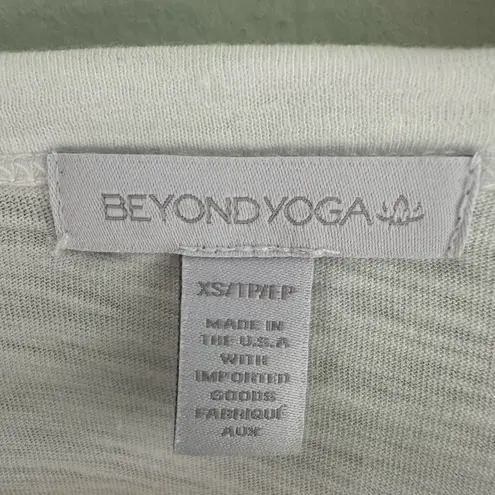 BEYOND YOGA
XS/TP/EP
MADE IN
THE U.S.A
WITH
IMPORTED
GOODS
FABRIQUÉ
AUX